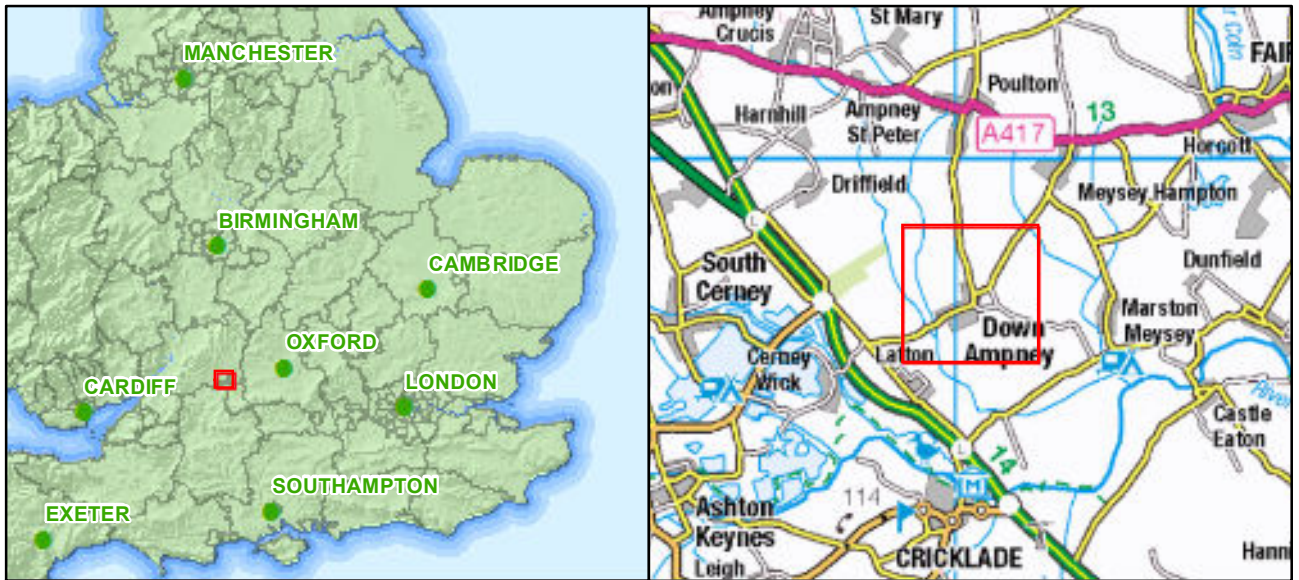 MANCHESTER
BIRMINGHAM
CAMBRIDGE
OXFORD
CARDIFF
LONDON
SOUTHAMPTON
EXETER
Ampney
Crucis
St Mary
FAIR
Poulton
13
Harnhill
Ampney
St Peter
A417
Horcott
Driffield
Meysey Hampton
South
Cerney
Dunfield
Marston
Meysey
Down
Ampney
Latton
Cerney
Wick
Castle
Eaton
14
M
114
Ashton
Keynes
CRICKLADE
Leigh
Hanni